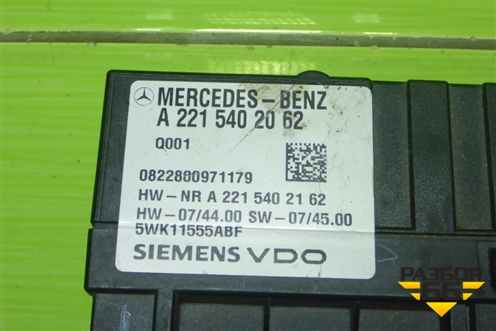 MERCEDES-BENZ
A 221 540 20 62
Q001
0822880971179
HW-NR A 221 540 21 62
HW-07/44.00 SW-07/45.00
5WK11555ABF
SIEMENS VDO
РАЗБОР
66